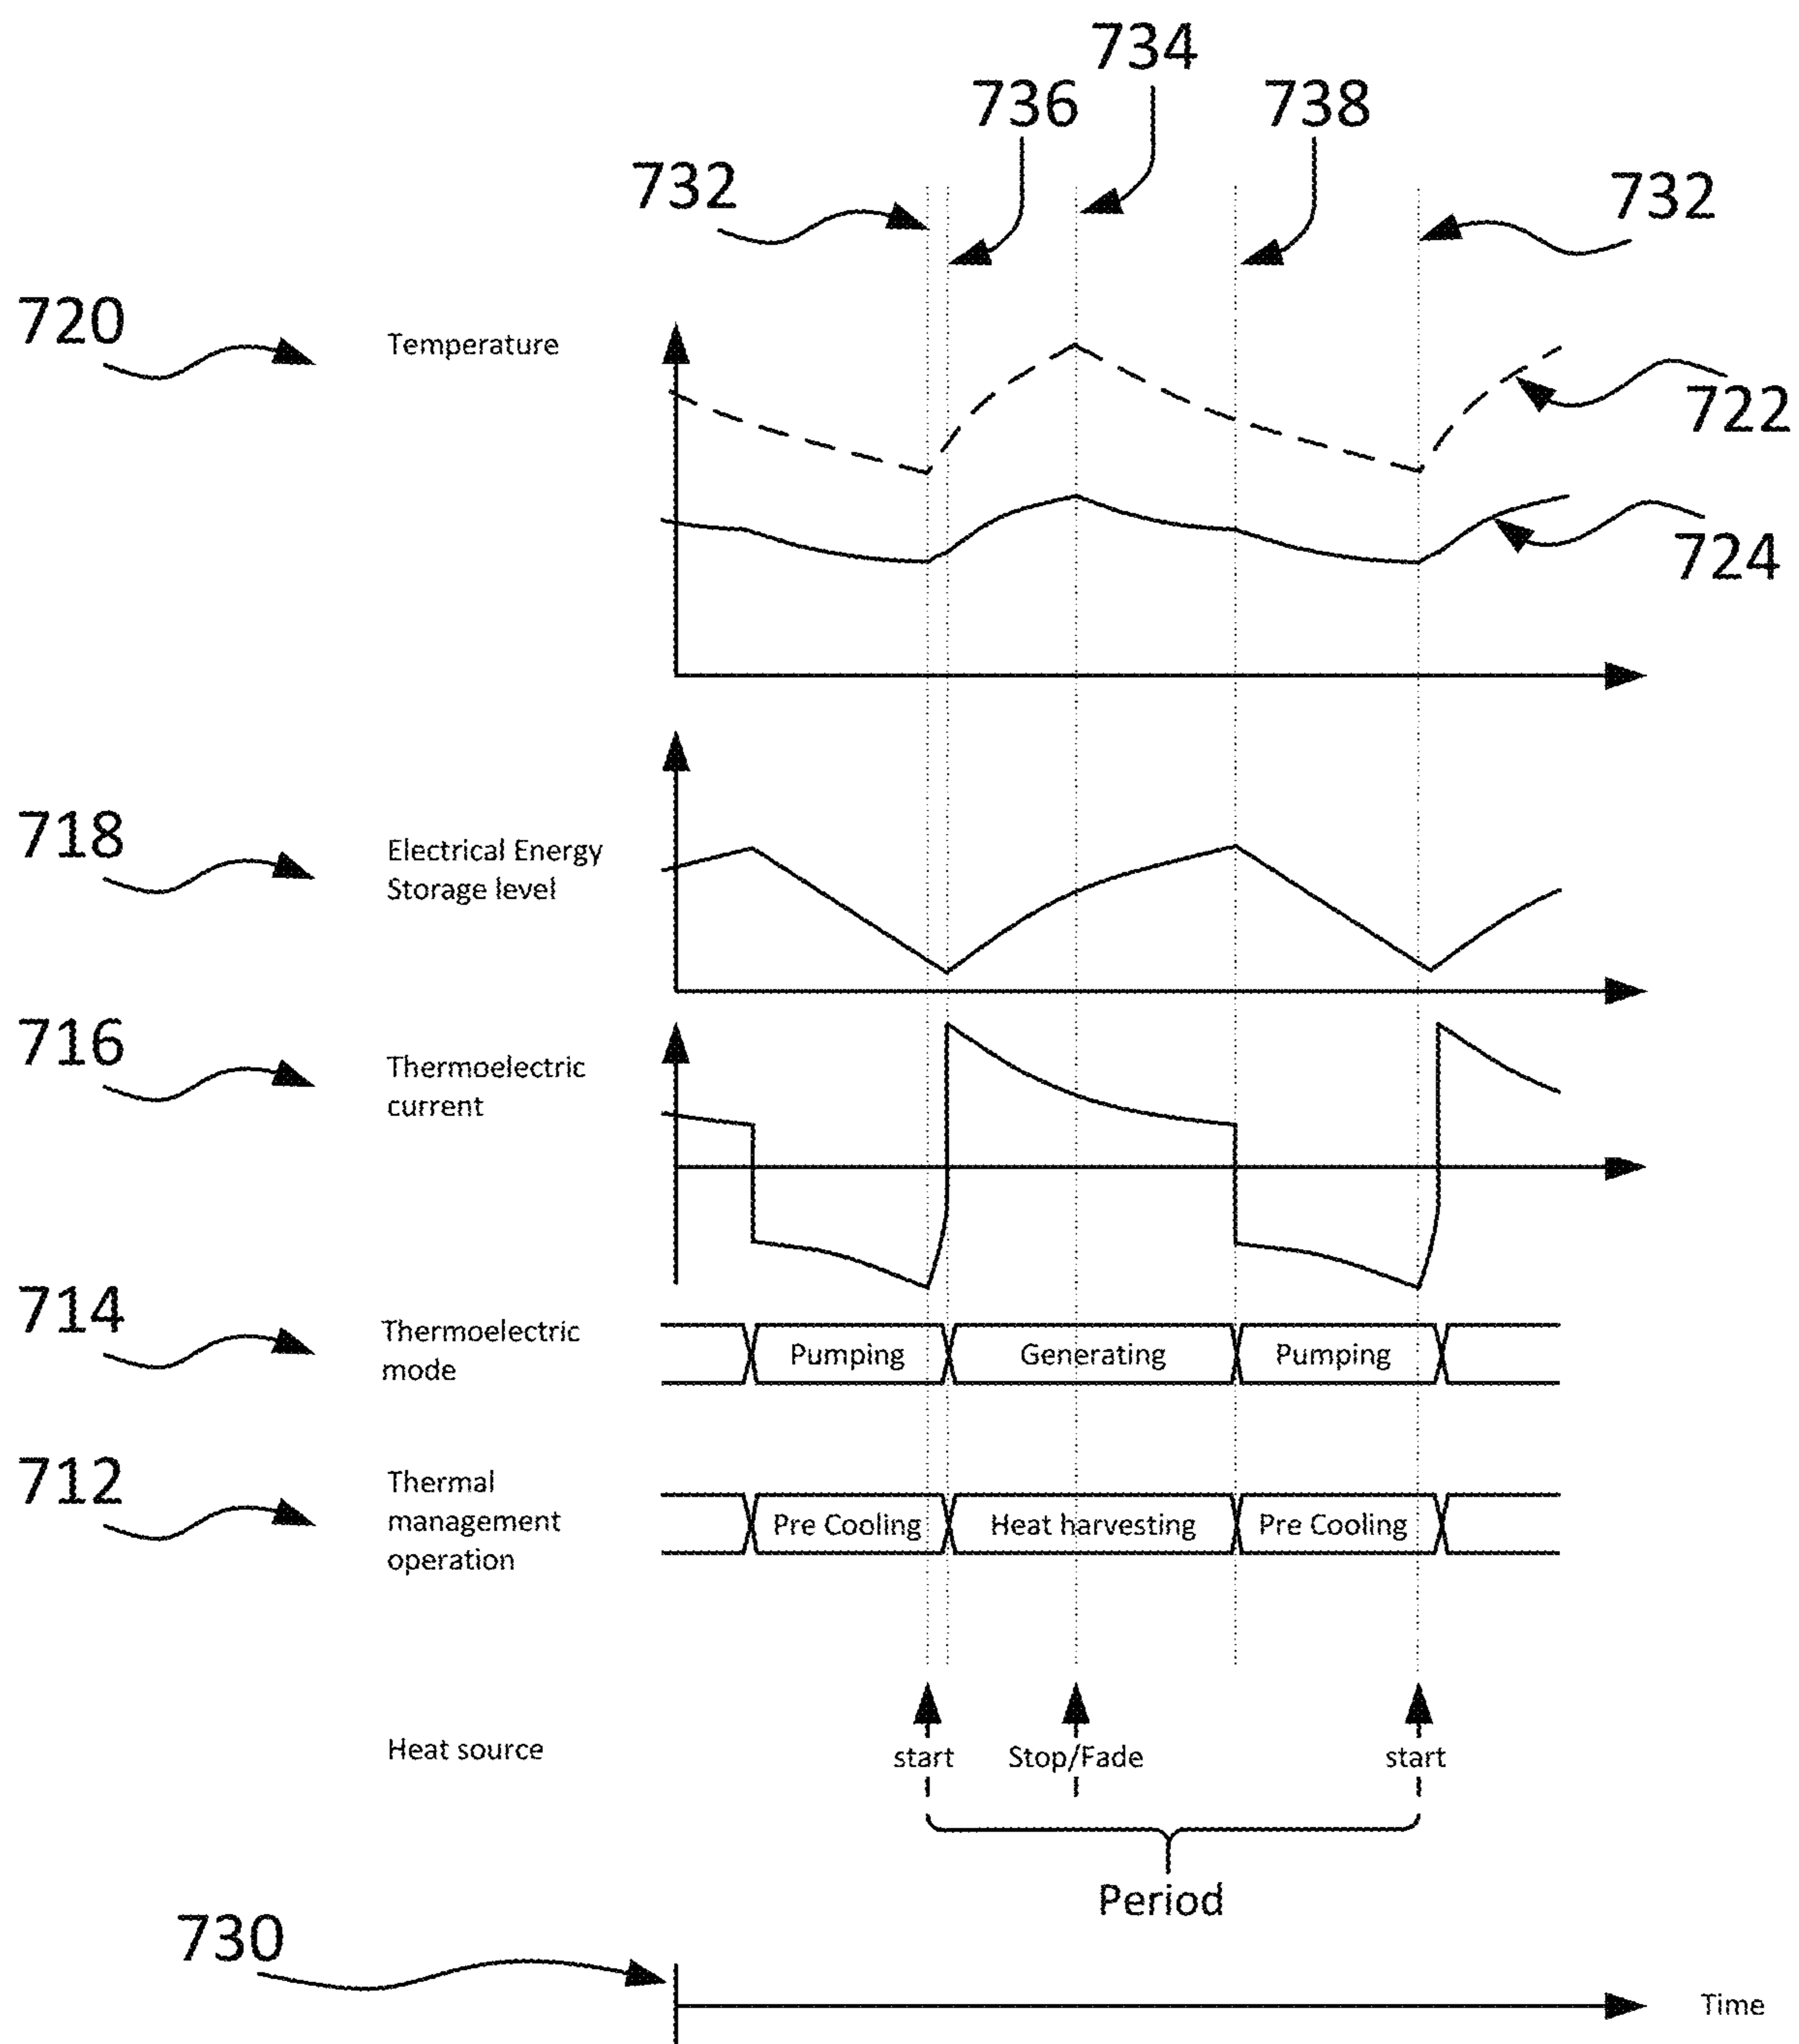 734
736
738
732
732
720
Temperature
722
724
718
Electrical Energy
Storage level
716
Thermoelectric
current
714
Thermoelectric
mode
Pumping
Generating
Pumping
712
Thermal
management
operation
Pre Cooling
Heat harvesting
Pre Cooling
Heat source
start
Stop/Fade
start
Period
730
Time